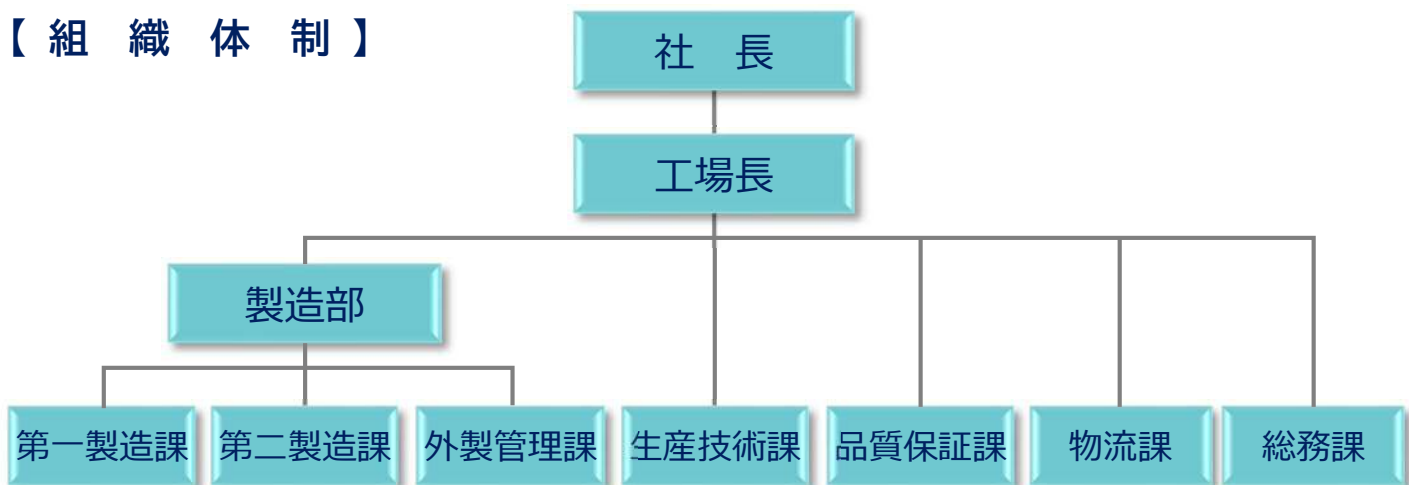 【 組 織 体 制 】
社 長
工場長
製造部
第一製造課
第二製造課
外製管理課
生産技術課
品質保証課
物流課
総務課